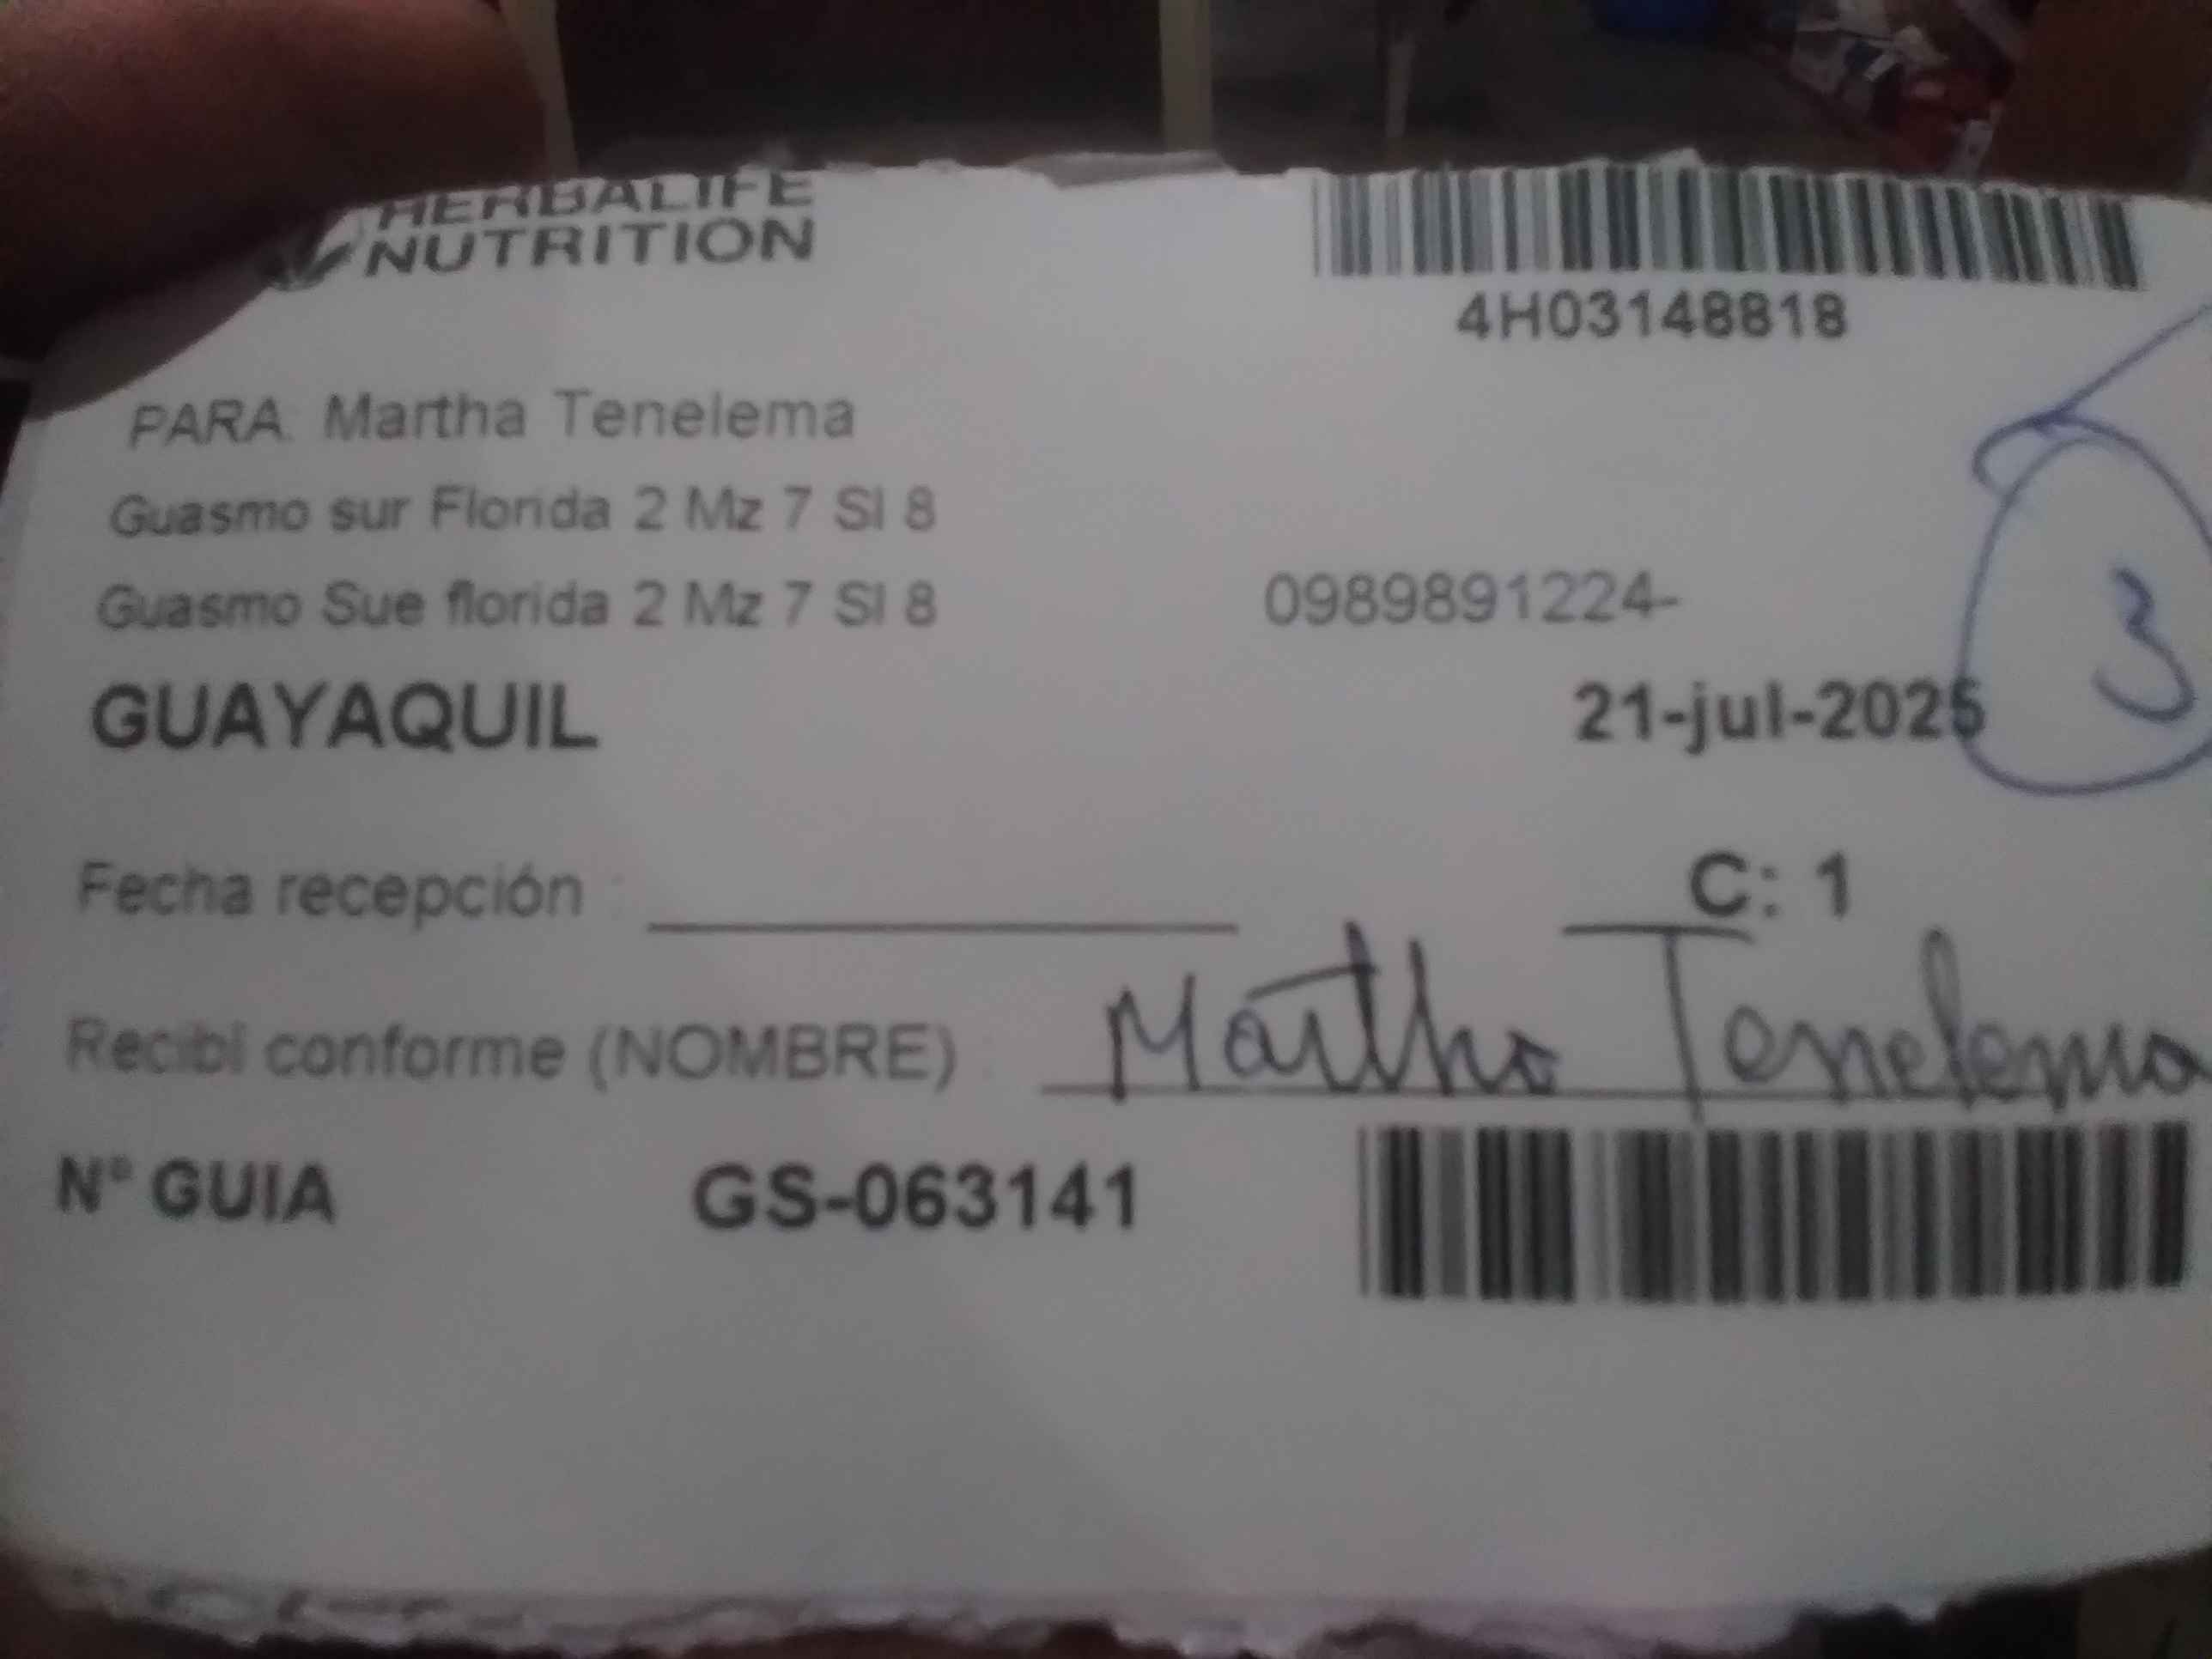 HERBALIFE
NUTRITION
4H03148818
PARA: Martha Tenelema
Guasmo sur Florida 2 Mz 7 Sl 8
Guasmo Sue florida 2 Mz 7 Sl 8 0989891224-
3
GUAYAQUIL 21-jul-2025
Fecha recepción : C: 1
Recibí conforme (NOMBRE) : Martha Tenelema
N° GUIA GS-063141